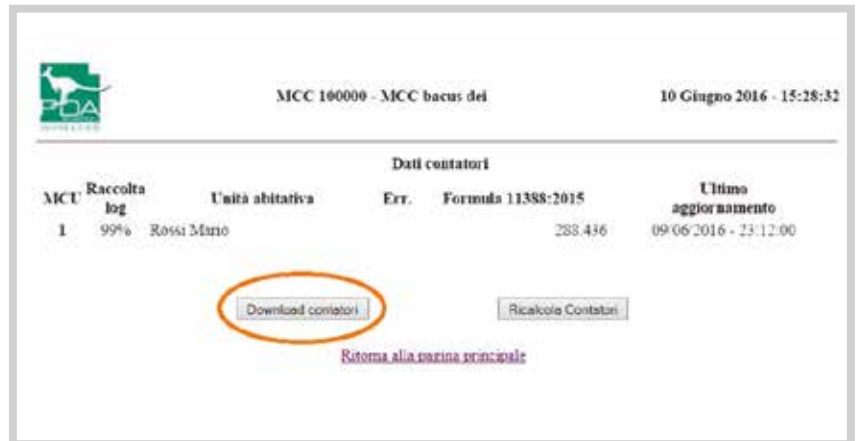 PDA
MCC 100000 - MCC bacus dei
10 Giugno 2016 - 15:28:32
Dati contatori
MCU Raccolta log Unità abitativa Err. Formula 11388:2015 Ultimo aggiornamento
1 99% Rossi Mario 288.436 09/06/2016 - 23:12:00
Download contatori Ricalcola Contatori
Ritorna alla pagina principale